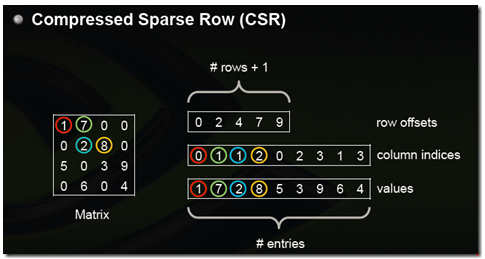 Compressed Sparse Row (CSR)
# rows + 1
0 2 4 7 9 row offsets
0 1 1 2 0 2 3 1 3 column indices
1 7 2 8 5 3 9 6 4 values
# entries
1 7 0 0
0 2 8 0
5 0 3 9
0 6 0 4
Matrix